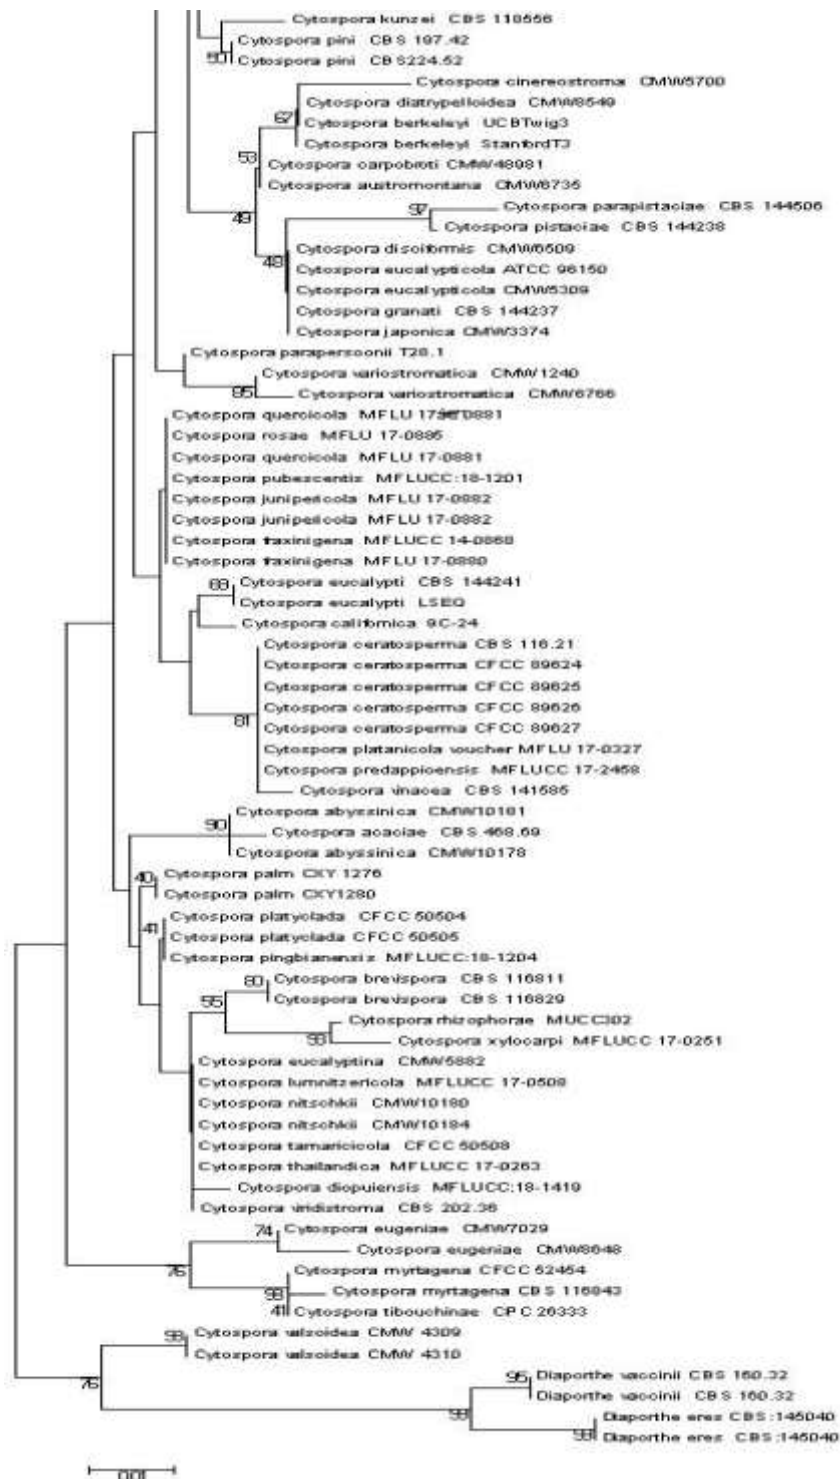 Cytospora kunzei CBS 118556
Cytospora pini CBS 197.42
50
Cytospora pini CBS224.52
Cytospora cinereostroma CMW5700
Cytospora diatrypelloidea CMW8549
67
Cytospora berkeleyi UCBTwig3
Cytospora berkeleyi StanfordT3
53
Cytospora carpobroti CMW48981
Cytospora austromontana CMW6735
97
Cytospora parapistaciae CBS 144506
49
Cytospora pistaciae CBS 144238
Cytospora disciformis CMW6509
48
Cytospora eucalypticola ATCC 96150
Cytospora eucalypticola CMW5309
Cytospora granati CBS 144237
Cytospora japonica CMW3374
Cytospora parapersoonii T28.1
Cytospora variostromatica CMW1240
95
Cytospora variostromatica CMW6766
Cytospora quercicola MFLU
Cytospora rosae MFLU 17-0885
Cytospora quercicola MFLU 17-0881
Cytospora pubescentis MFLUCC:18-1201
Cytospora junipericola MFLU 17-0882
Cytospora junipericola MFLU 17-0882
Cytospora fraxinigena MFLUCC 14-0868
Cytospora fraxinigena MFLU 17-0880
69
Cytospora eucalypti CBS 144241
Cytospora eucalypti LSEQ
Cytospora californica 9C-24
Cytospora ceratosperma CBS 116.21
Cytospora ceratosperma CFCC 89624
Cytospora ceratosperma CFCC 89625
Cytospora ceratosperma CFCC 89626
81
Cytospora ceratosperma CFCC 89627
Cytospora platanicola voucher MFLU 17-0327
Cytospora predappioensis MFLUCC 17-2458
Cytospora vinacea CBS 141585
Cytospora abyssinica CMW10181
90
Cytospora acaciae CBS 468.69
Cytospora abyssinica CMW10178
40
Cytospora palm CXY 1276
Cytospora palm CXY1280
Cytospora platyclada CFCC 50504
41
Cytospora platyclada CFCC 50505
Cytospora pingbianensis MFLUCC:18-1204
80
Cytospora brevispora CBS 116811
55
Cytospora brevispora CBS 116829
Cytospora rhizophorae MUCC302
98
Cytospora xylocarpi MFLUCC 17-0251
Cytospora eucalyptina CMW5882
Cytospora lumnitzericola MFLUCC 17-0508
Cytospora nitschkii CMW10180
Cytospora nitschkii CMW10184
Cytospora tamaricicola CFCC 50508
Cytospora thailandica MFLUCC 17-0263
Cytospora diopuiensis MFLUCC:18-1419
Cytospora viridistroma CBS 202.36
74
Cytospora eugeniae CMW7029
Cytospora eugeniae CMW8648
76
Cytospora myrtagena CFCC 52454
98
Cytospora myrtagena CBS 116843
41
Cytospora tibouchinae CPC 26333
98
Cytospora valsoidea CMW 4309
Cytospora valsoidea CMW 4310
76
95
Diaporthe vaccinii CBS 160.32
Diaporthe vaccinii CBS 160.32
99
Diaporthe eres CBS:145040
98
Diaporthe eres CBS:145040
0.01